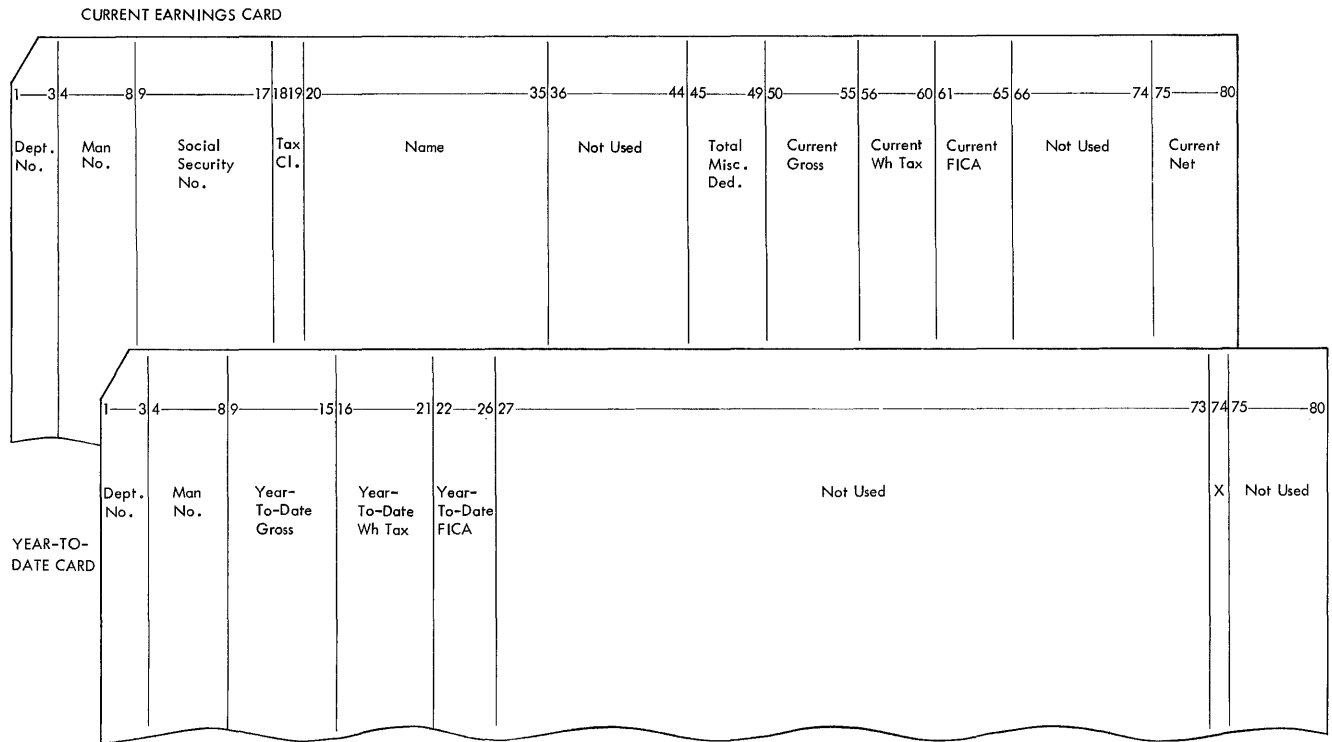 CURRENT EARNINGS CARD
1—3 4—8 9—17 18 19 20—35 36—44 45—49 50—55 56—60 61—65 66—74 75—80
Dept. No.
Man No.
Social Security No.
Tax Cl.
Name
Not Used
Total Misc. Ded.
Current Gross
Current Wh Tax
Current FICA
Not Used
Current Net
YEAR-TO-
DATE CARD
1—3 4—8 9—15 16—21 22—26 27—73 74 75—80
Dept. No.
Man No.
Year-To-Date Gross
Year-To-Date Wh Tax
Year-To-Date FICA
Not Used
X
Not Used